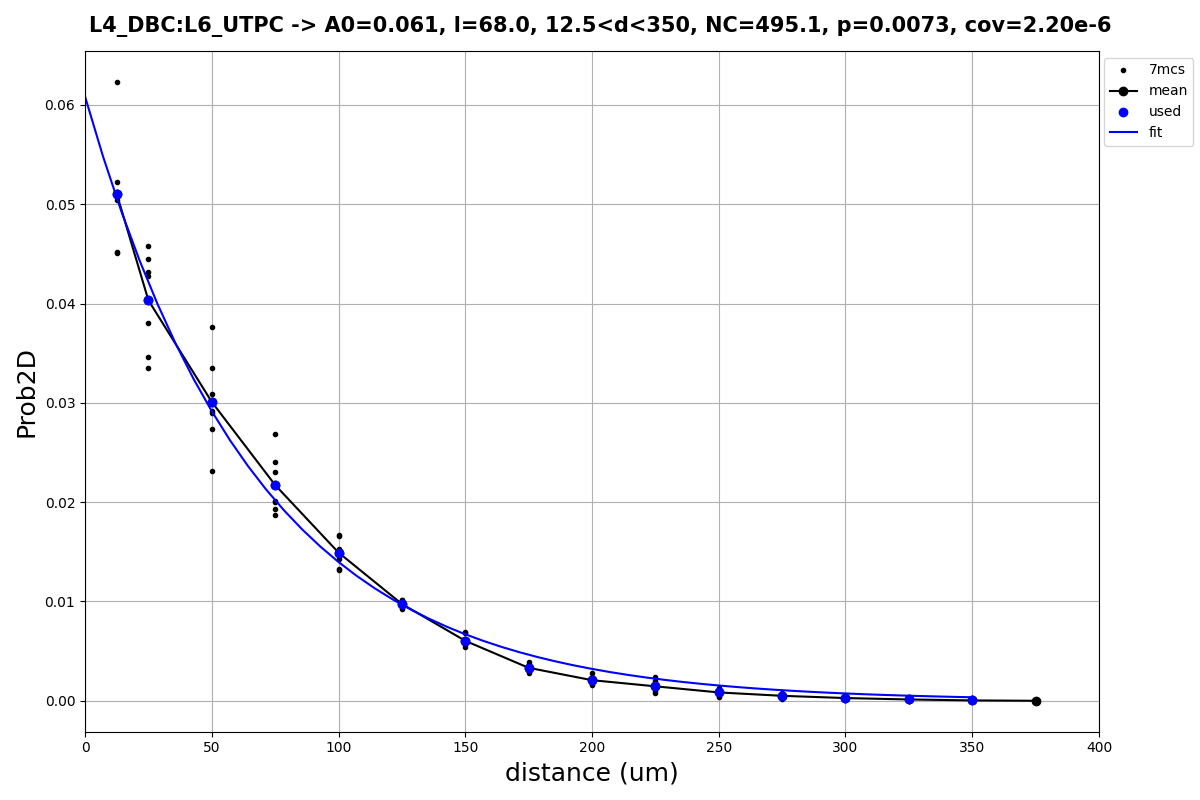 L4_DBC:L6_UTPC -> A0=0.061, l=68.0, 12.5<d<350, NC=495.1, p=0.0073, cov=2.20e-6
7mcs
mean
used
fit
Prob2D
0.06
0.05
0.04
0.03
0.02
0.01
0.00
0 50 100 150 200 250 300 350 400
distance (um)